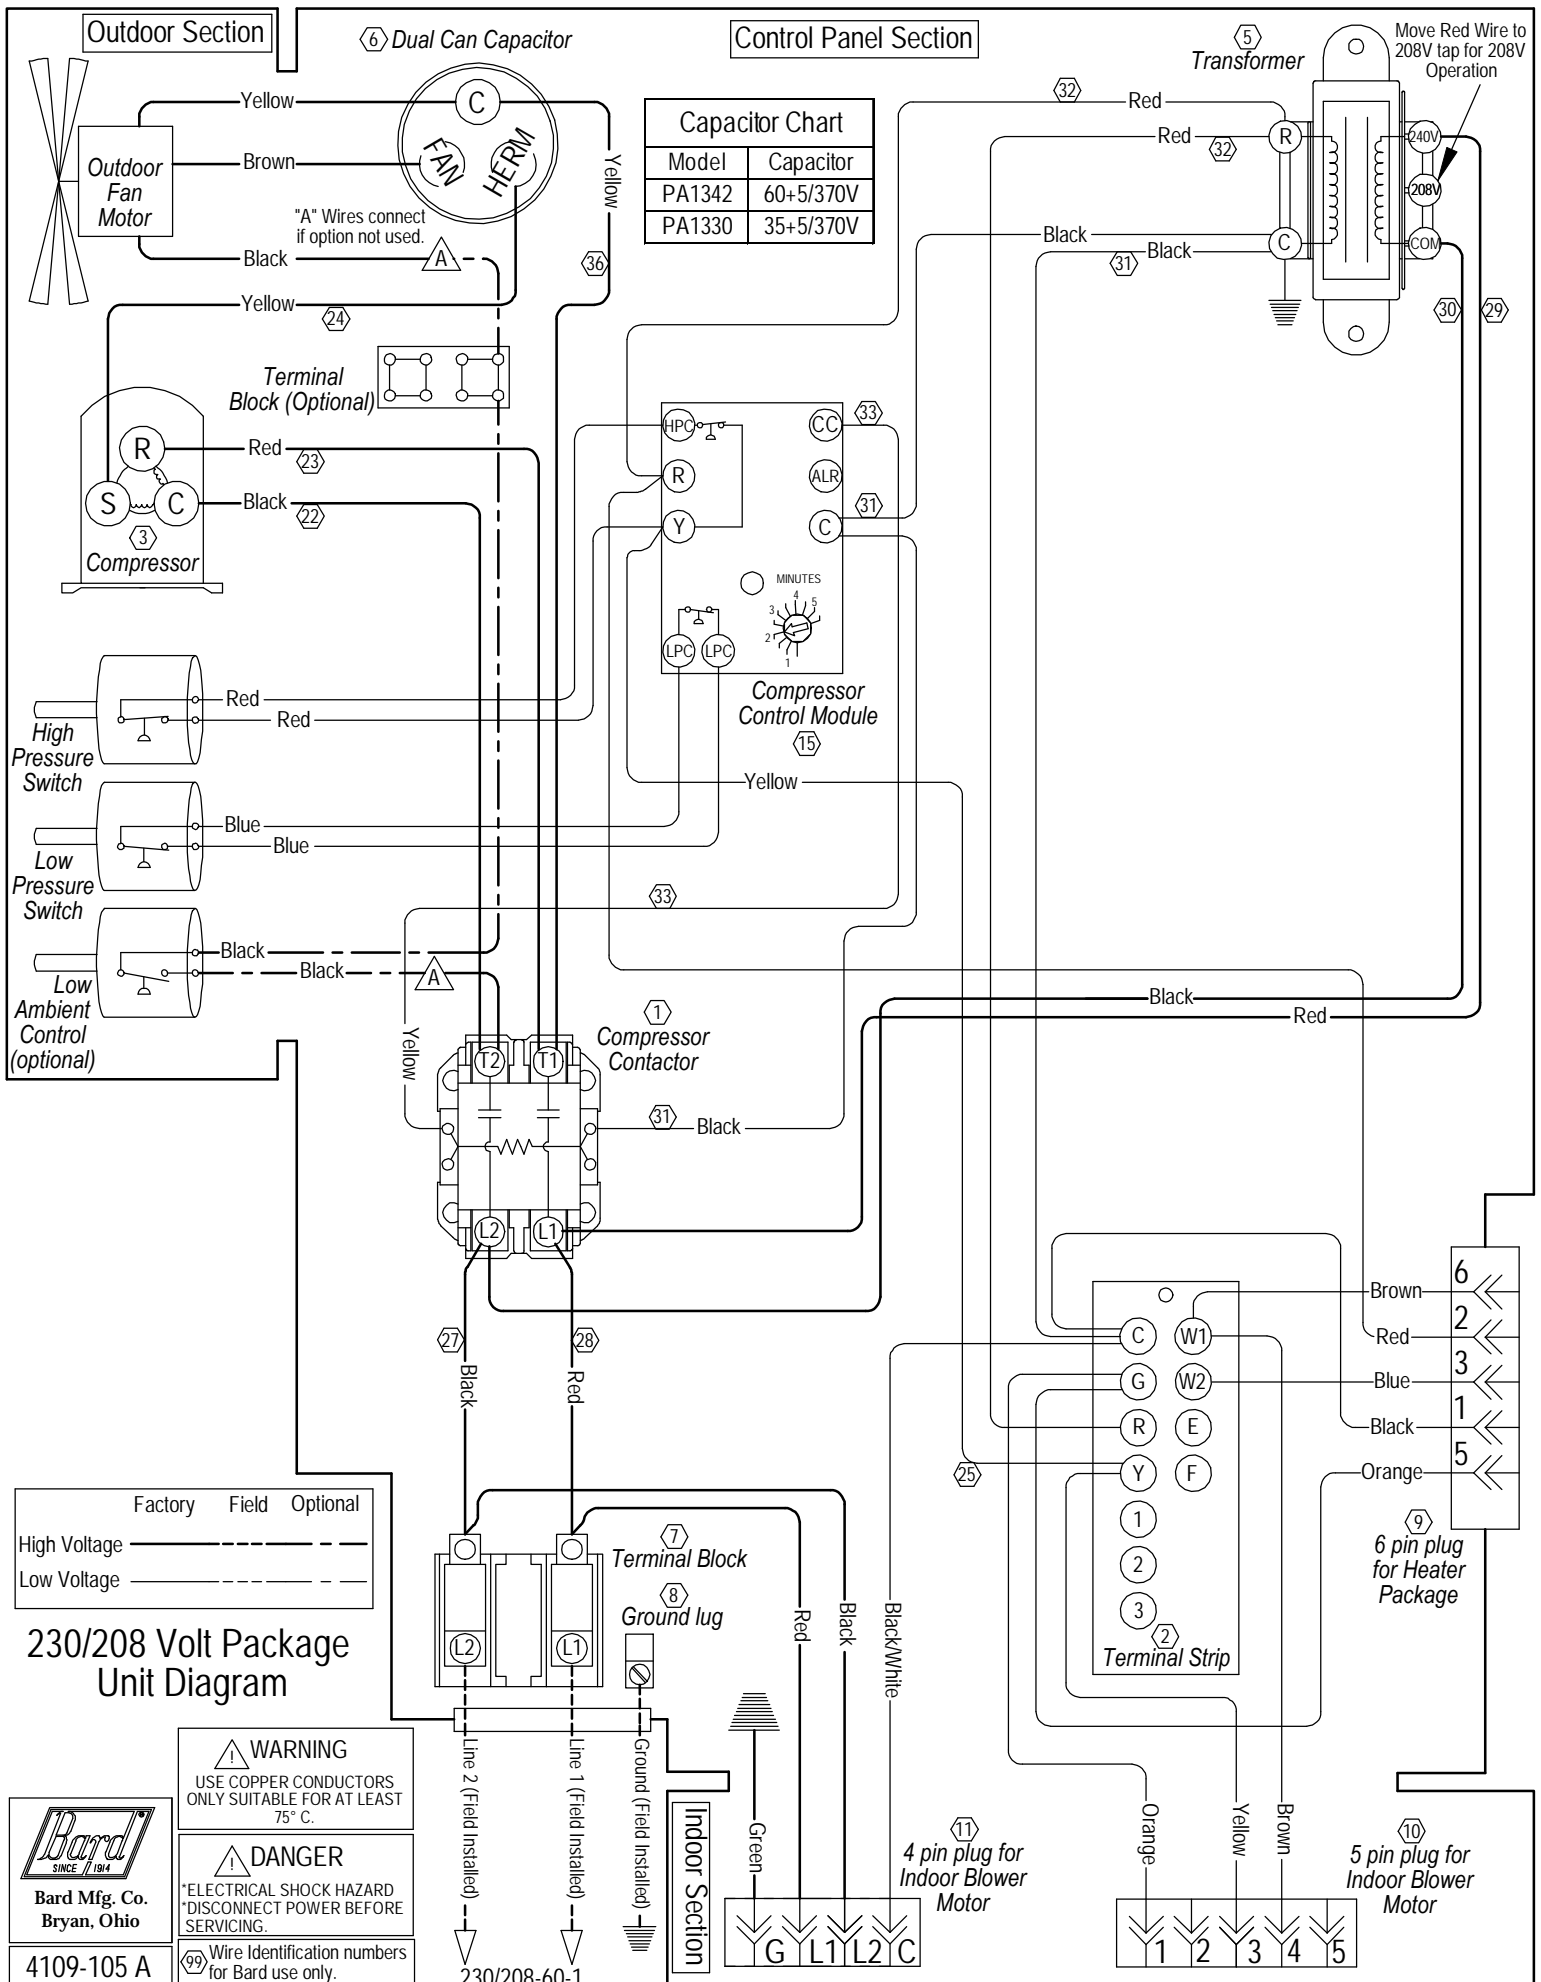 Outdoor Section
6 Dual Can Capacitor
Control Panel Section
5
Transformer
Move Red Wire to
208V tap for 208V
Operation
Yellow
C
FAN
HERM
Brown
Outdoor
Fan
Motor
"A" Wires connect
if option not used.
Black
A
Yellow
24
Yellow
36
Capacitor Chart
Model Capacitor
PA1342 60+5/370V
PA1330 35+5/370V
32
Red
Red
32
R
C
240V
208V
COM
Black
31
Black
30
29
Terminal
Block (Optional)
R
S
C
3
Compressor
Red
23
Black
22
HPC
R
Y
CC
ALR
C
33
31
MINUTES
1
2
3
4
5
LPC
LPC
Compressor
Control Module
15
Red
Red
High
Pressure
Switch
Yellow
Blue
Blue
Low
Pressure
Switch
33
Black
Black
A
Low
Ambient
Control
(optional)
Black
Red
1
Compressor
Contactor
Yellow
T2
T1
31
Black
L2
L1
27
28
Black
Red
C
W1
G
W2
R
E
Y
F
1
2
3
2
Terminal Strip
25
Brown
6
Red
2
Blue
3
Black
1
Orange
5
9
6 pin plug
for Heater
Package
Factory Field Optional
High Voltage
Low Voltage
7
Terminal Block
8
Ground lug
L2
L1
Red
Black
Black/White
230/208 Volt Package
Unit Diagram
WARNING
USE COPPER CONDUCTORS
ONLY SUITABLE FOR AT LEAST
75° C.
DANGER
*ELECTRICAL SHOCK HAZARD
*DISCONNECT POWER BEFORE
SERVICING.
99 Wire Identification numbers
for Bard use only.
Bard
SINCE 1914
Bard Mfg. Co.
Bryan, Ohio
4109-105 A
Line 2 (Field Installed)
Line 1 (Field Installed)
Ground (Field Installed)
230/208-60-1
Indoor Section
Green
G L1 L2 C
11
4 pin plug for
Indoor Blower
Motor
Orange
Yellow
Brown
1 2 3 4 5
10
5 pin plug for
Indoor Blower
Motor